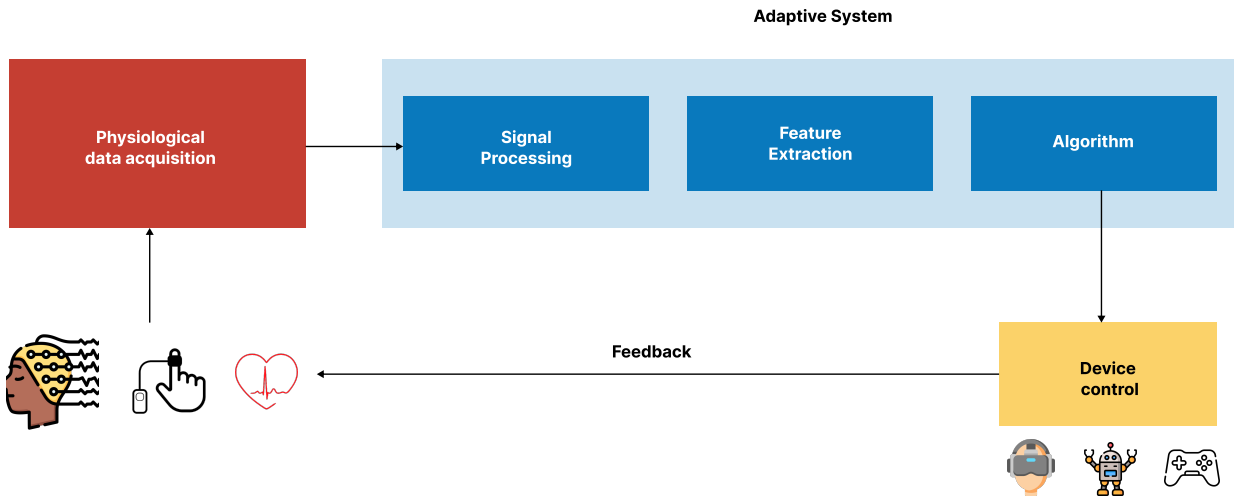 Adaptive System
Physiological
data acquisition
Signal
Processing
Feature
Extraction
Algorithm
Feedback
Device
control